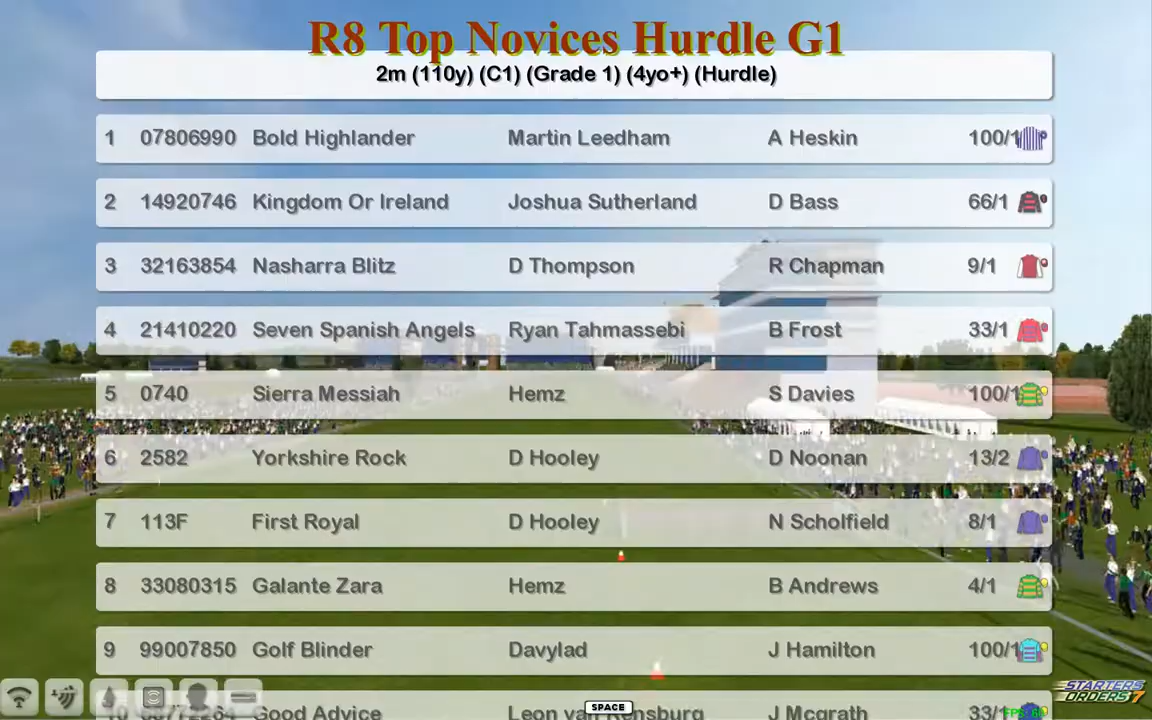 R8 Top Novices Hurdle G1
2m (110y) (C1) (Grade 1) (4yo+) (Hurdle)
1 07806990 Bold Highlander Martin Leedham A Heskin 100/1
2 14920746 Kingdom Or Ireland Joshua Sutherland D Bass 66/1
3 32163854 Nasharra Blitz D Thompson R Chapman 9/1
4 21410220 Seven Spanish Angels Ryan Tahmassebi B Frost 33/1
5 0740 Sierra Messiah Hemz S Davies 100/1
6 2582 Yorkshire Rock D Hooley D Noonan 13/2
7 113F First Royal D Hooley N Scholfield 8/1
8 33080315 Galante Zara Hemz B Andrews 4/1
9 99007850 Golf Blinder Davylad J Hamilton 100/1
10 Good Advice Leon van Rensburg J Mcgrath 33/1
SPACE
STARTERS ORDERS 7